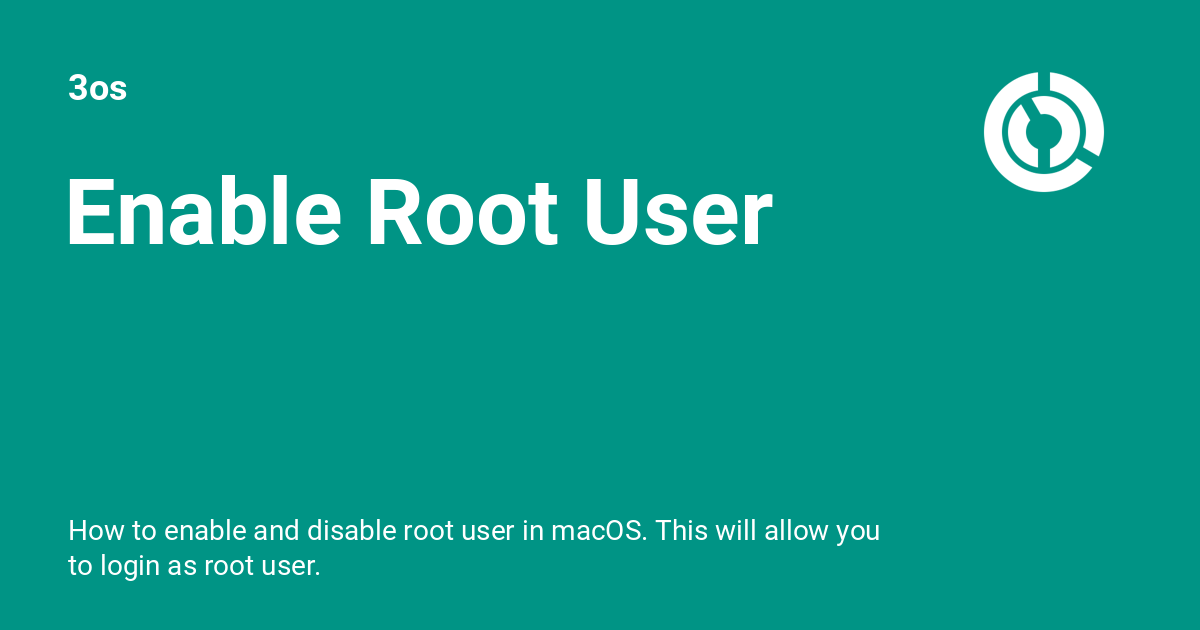 3os
Enable Root User
How to enable and disable root user in macOS. This will allow you
to login as root user.